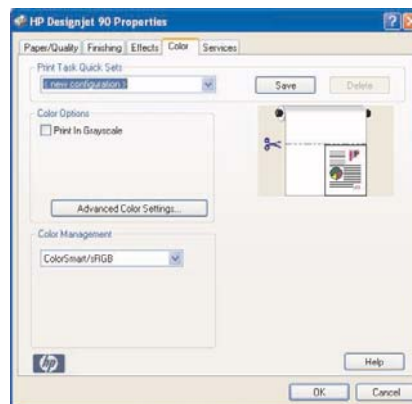 HP Designjet 90 Properties
Paper/Quality Finishing Effects Color Services
Print Task Quick Sets
( new configuration )
Save Delete
Color Options
Print In Grayscale
Advanced Color Settings...
Color Management
ColorSmart/sRGB
hp
Help
OK Cancel